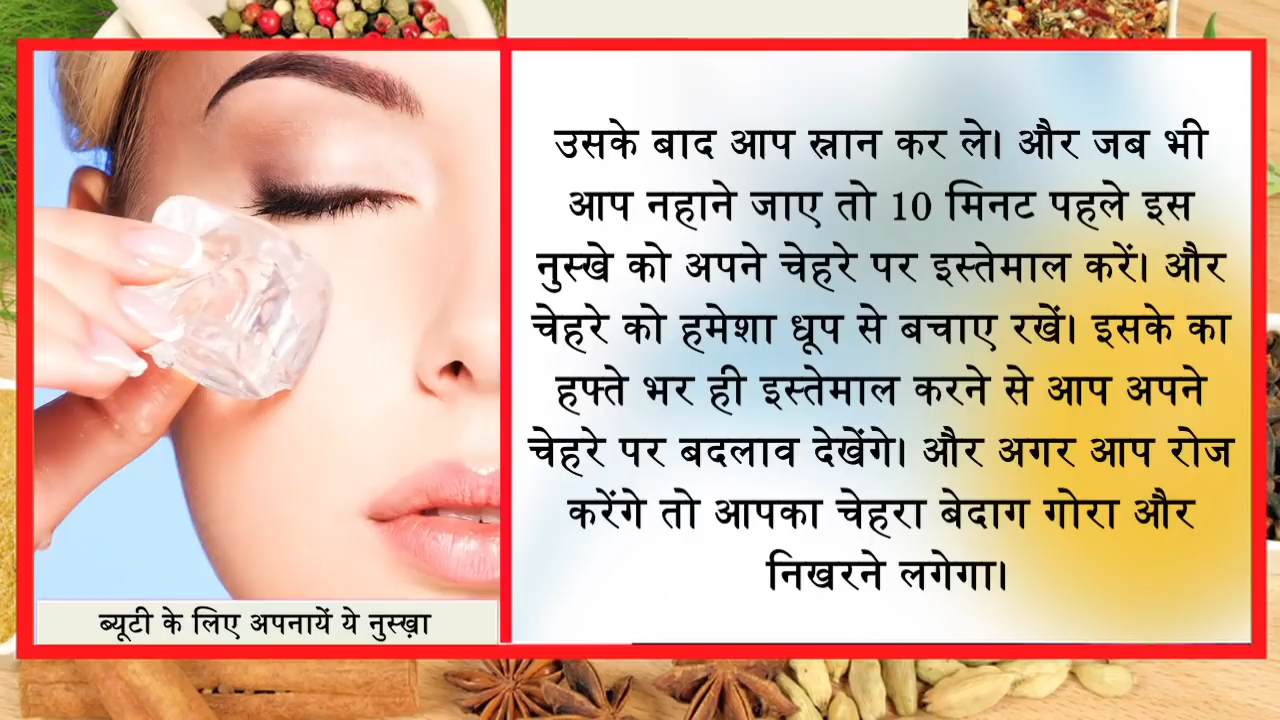 उसके बाद आप स्नान कर ले। और जब भी
आप नहाने जाए तो 10 मिनट पहले इस
नुस्खे को अपने चेहरे पर इस्तेमाल करें। और
चेहरे को हमेशा धूप से बचाए रखें। इसके का
हफ्ते भर ही इस्तेमाल करने से आप अपने
चेहरे पर बदलाव देखेंगे। और अगर आप रोज
करेंगे तो आपका चेहरा बेदाग गोरा और
निखरने लगेगा।
ब्यूटी के लिए अपनायें ये नुस्ख़ा